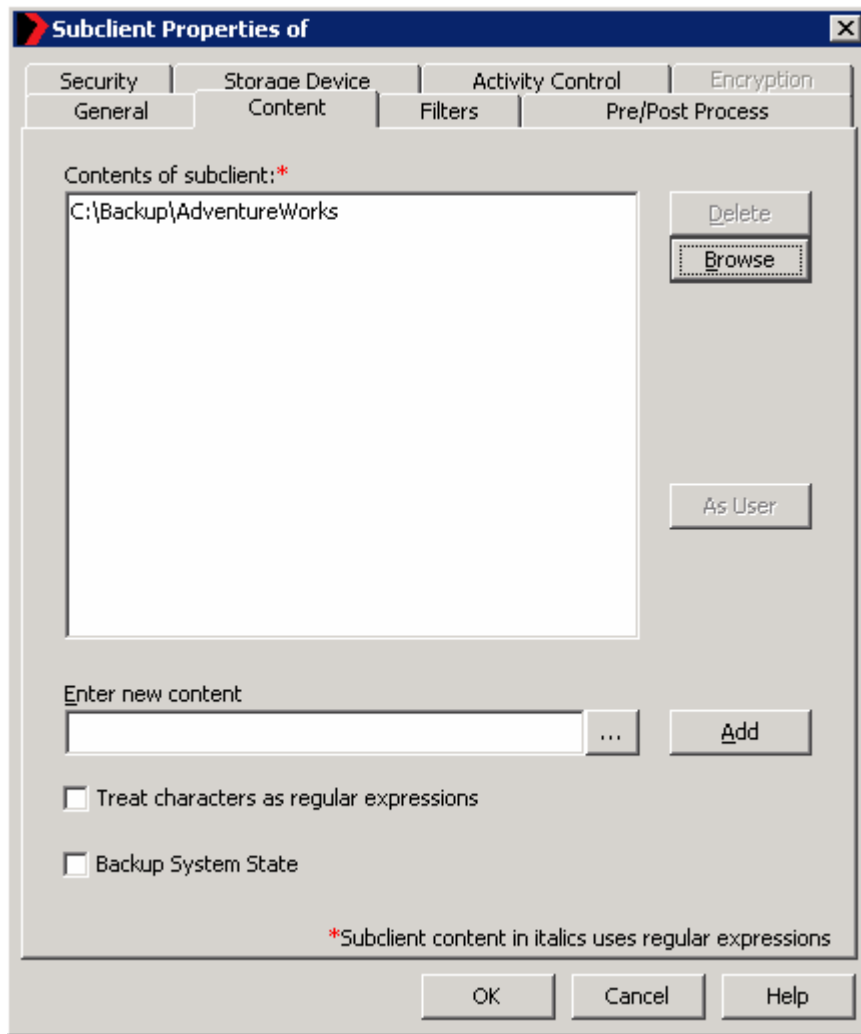 Subclient Properties of
Security Storage Device Activity Control Encryption
General Content Filters Pre/Post Process
Contents of subclient:*
C:\Backup\AdventureWorks
Delete
Browse
As User
Enter new content
... Add
Treat characters as regular expressions
Backup System State
*Subclient content in italics uses regular expressions
OK Cancel Help